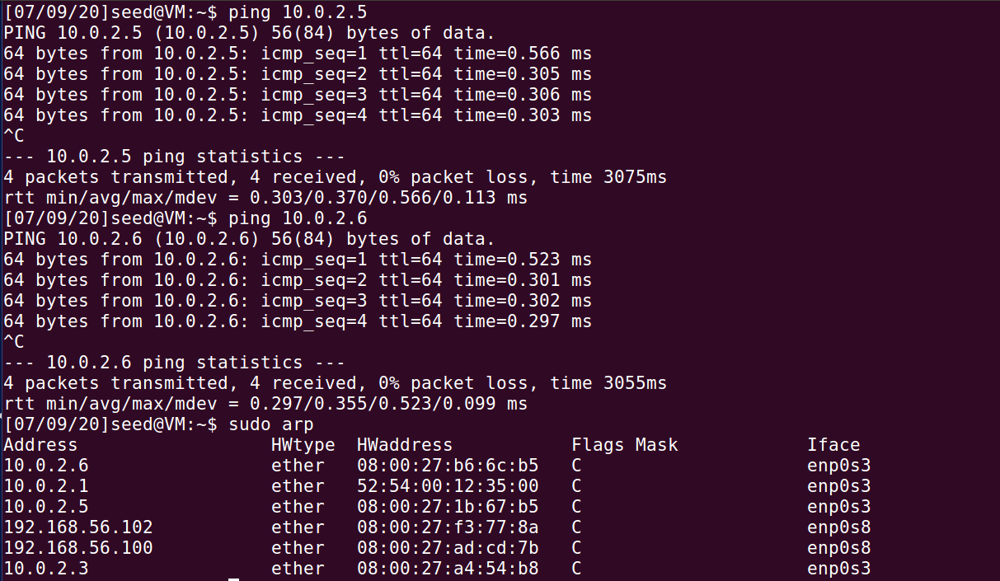 [07/09/20]seed@VM:~$ ping 10.0.2.5
PING 10.0.2.5 (10.0.2.5) 56(84) bytes of data.
64 bytes from 10.0.2.5: icmp_seq=1 ttl=64 time=0.566 ms
64 bytes from 10.0.2.5: icmp_seq=2 ttl=64 time=0.305 ms
64 bytes from 10.0.2.5: icmp_seq=3 ttl=64 time=0.306 ms
64 bytes from 10.0.2.5: icmp_seq=4 ttl=64 time=0.303 ms
^C
--- 10.0.2.5 ping statistics ---
4 packets transmitted, 4 received, 0% packet loss, time 3075ms
rtt min/avg/max/mdev = 0.303/0.370/0.566/0.113 ms
[07/09/20]seed@VM:~$ ping 10.0.2.6
PING 10.0.2.6 (10.0.2.6) 56(84) bytes of data.
64 bytes from 10.0.2.6: icmp_seq=1 ttl=64 time=0.523 ms
64 bytes from 10.0.2.6: icmp_seq=2 ttl=64 time=0.301 ms
64 bytes from 10.0.2.6: icmp_seq=3 ttl=64 time=0.302 ms
64 bytes from 10.0.2.6: icmp_seq=4 ttl=64 time=0.297 ms
^C
--- 10.0.2.6 ping statistics ---
4 packets transmitted, 4 received, 0% packet loss, time 3055ms
rtt min/avg/max/mdev = 0.297/0.355/0.523/0.099 ms
[07/09/20]seed@VM:~$ sudo arp
Address                  HWtype  HWaddress           Flags Mask            Iface
10.0.2.6                 ether   08:00:27:b6:6c:b5   C                     enp0s3
10.0.2.1                 ether   52:54:00:12:35:00   C                     enp0s3
10.0.2.5                 ether   08:00:27:1b:67:b5   C                     enp0s3
192.168.56.102           ether   08:00:27:f3:77:8a   C                     enp0s8
192.168.56.100           ether   08:00:27:ad:cd:7b   C                     enp0s8
10.0.2.3                 ether   08:00:27:a4:54:b8   C                     enp0s3